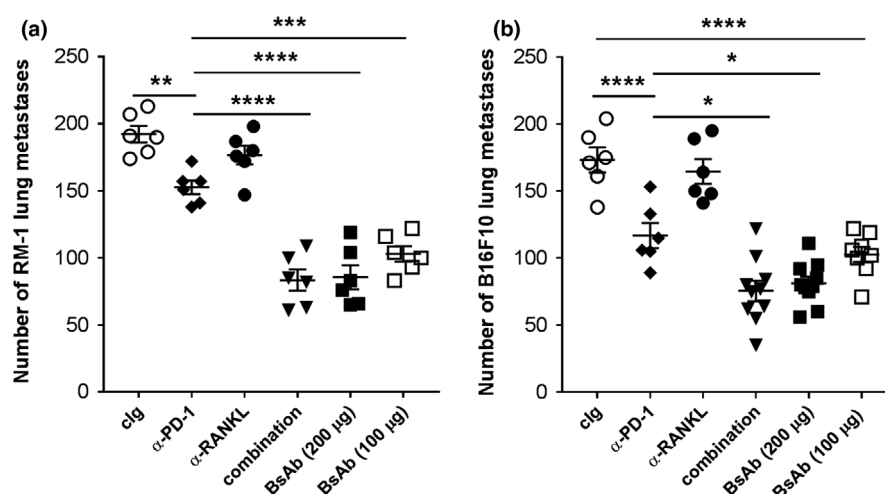 (a)
Number of RM-1 lung metastases
250
200
150
100
50
0
***
****
**
****
cIg
α-PD-1
α-RANKL
combination
BsAb (200 µg)
BsAb (100 µg)
(b)
Number of B16F10 lung metastases
250
200
150
100
50
0
****
*
****
*
cIg
α-PD-1
α-RANKL
combination
BsAb (200 µg)
BsAb (100 µg)